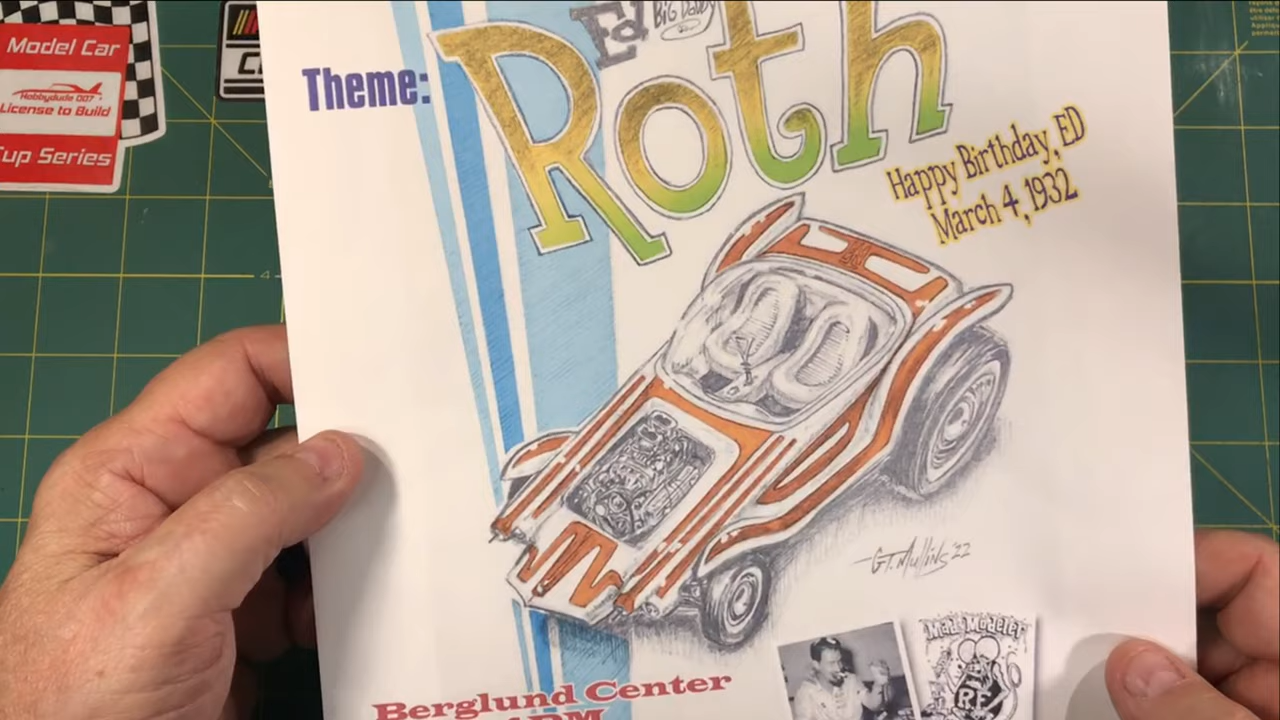 Model Car
Hobbydude 007
License to Build
Cup Series
Theme:
Ed
Big Daddy
Roth
Happy Birthday, ED
March 4, 1932
G.T. Mullins '22
Mad Modeler
RF
Berglund Center